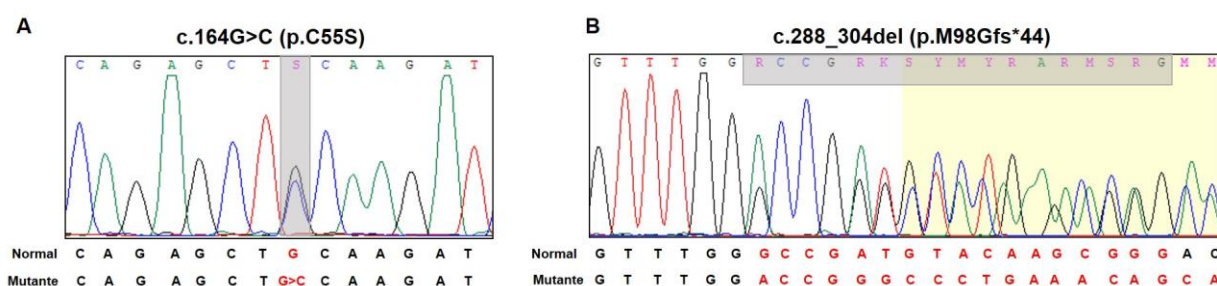 A
c.164G>C (p.C55S)
C A G A G C T S C A A G A T
Normal C A G A G C T G C A A G A T
Mutante C A G A G C T G>C C A A G A T
B
c.288_304del (p.M98Gfs*44)
G T T T G G R C C G R K S Y M Y R A R M S R G M M
Normal G T T T G G G C C G A T G T A C A A G C G G G A C
Mutante G T T T G G A C C G G G C C C T G A A A C A G C A